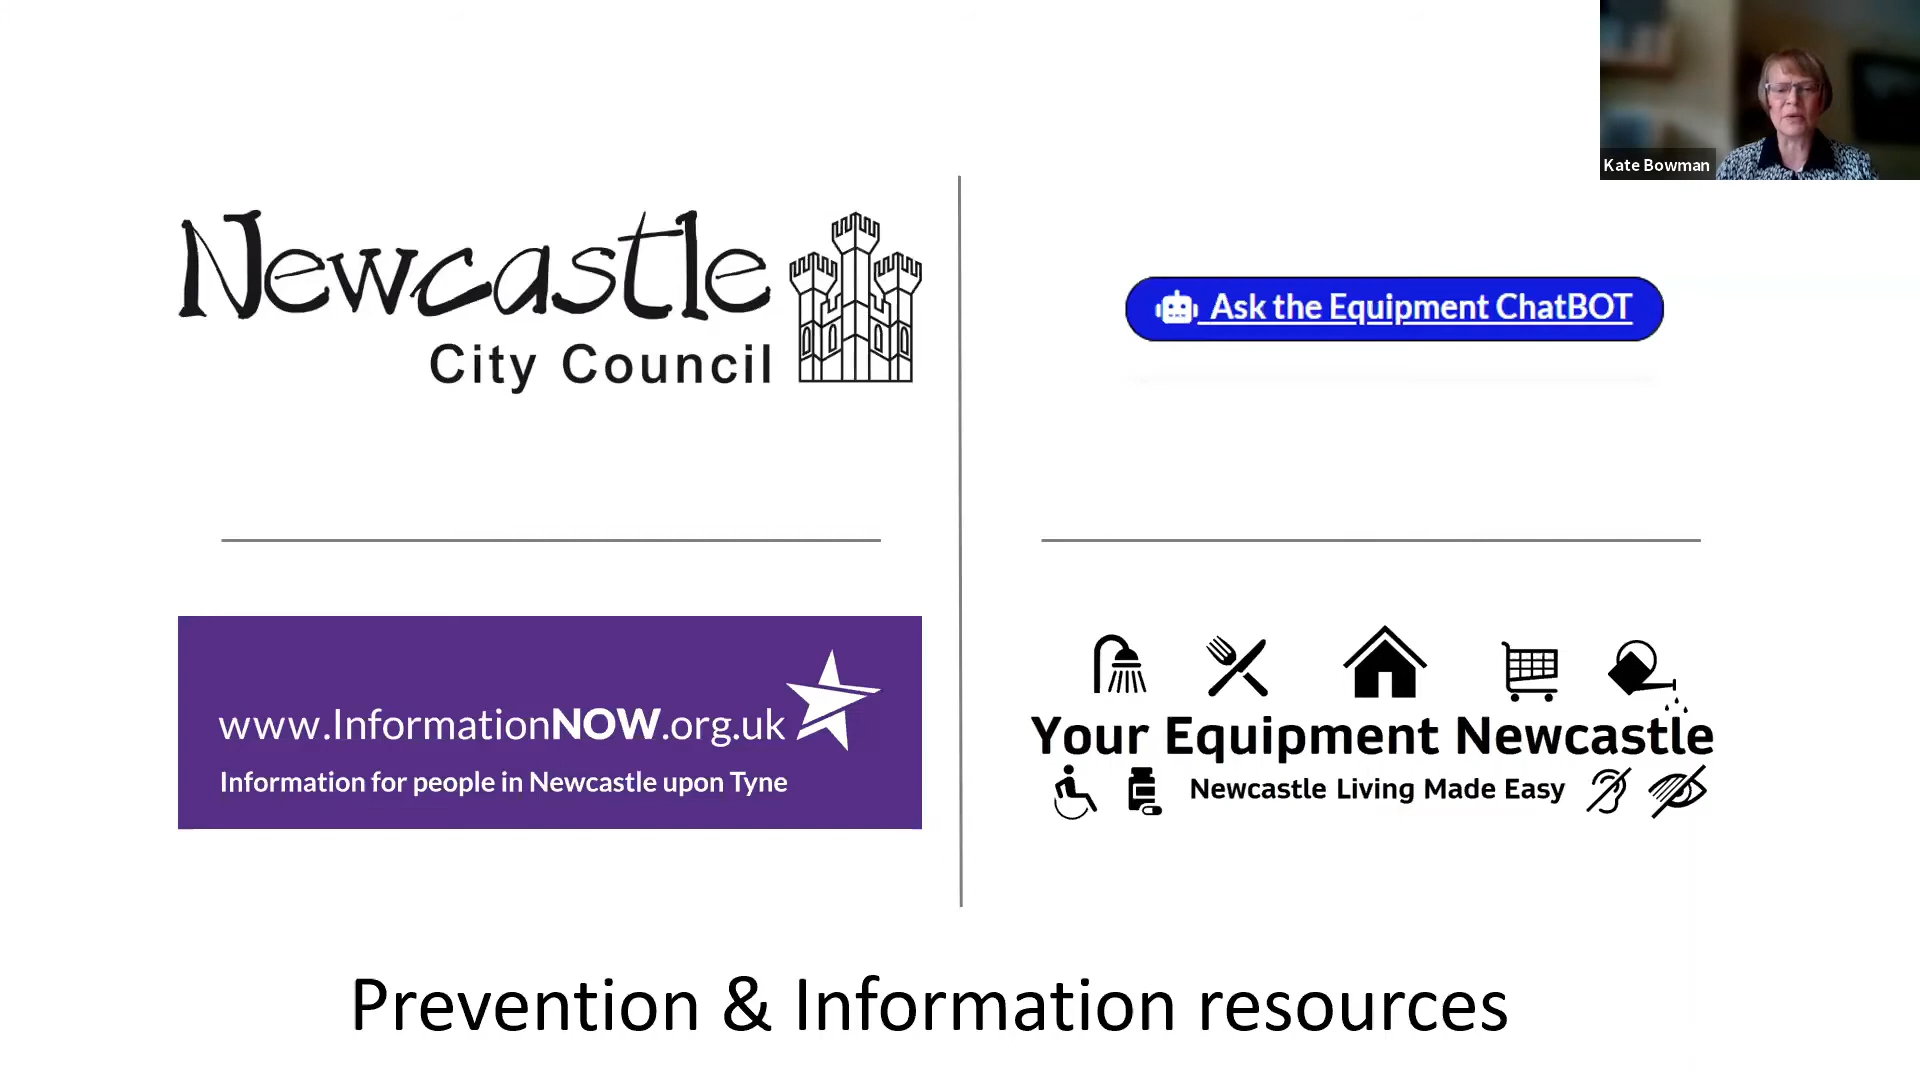 Kate Bowman
Newcastle
City Council
Ask the Equipment ChatBOT
www.InformationNOW.org.uk
Information for people in Newcastle upon Tyne
Your Equipment Newcastle
Newcastle Living Made Easy
Prevention & Information resources